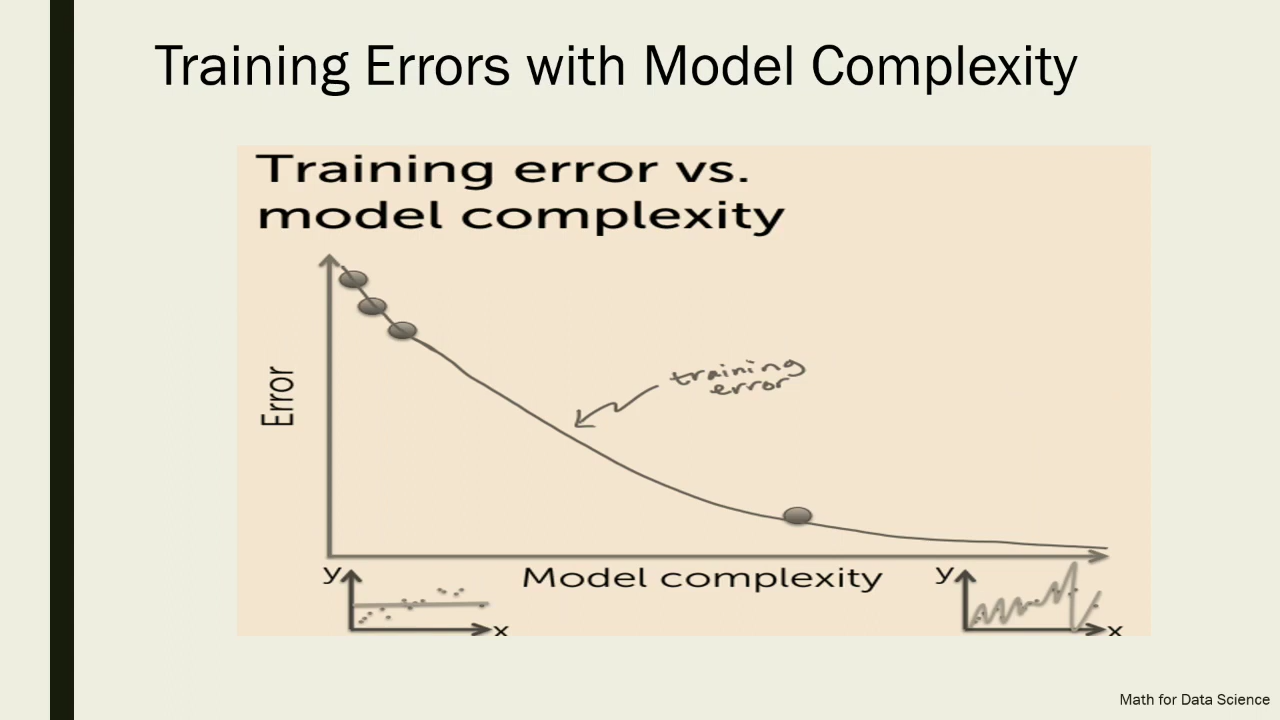 Training Errors with Model Complexity
Training error vs.
model complexity
Error
training
error
y
Model complexity
y
x
x
Math for Data Science